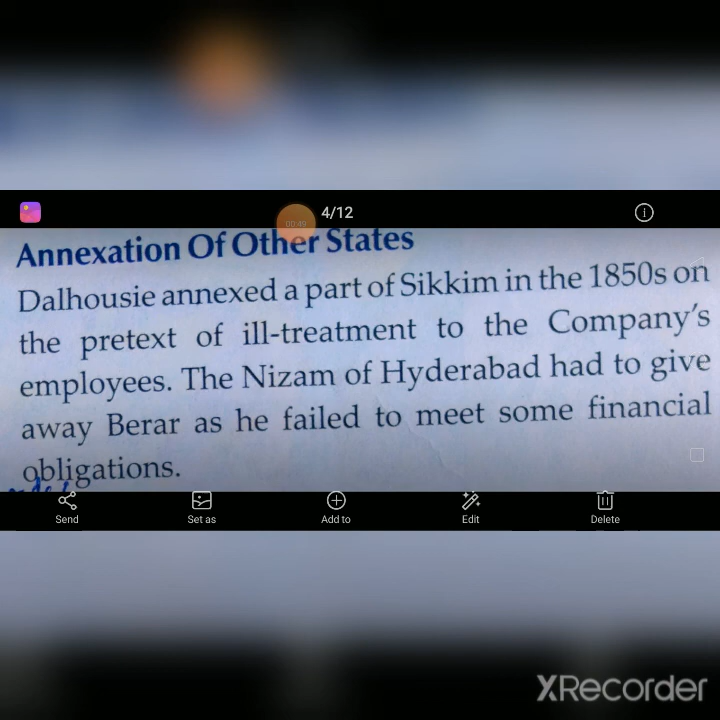 00:49
4/12
Annexation Of Other States
Dalhousie annexed a part of Sikkim in the 1850s on
the pretext of ill-treatment to the Company's
employees. The Nizam of Hyderabad had to give
away Berar as he failed to meet some financial
obligations.
Send Set as Add to Edit Delete
XRecorder